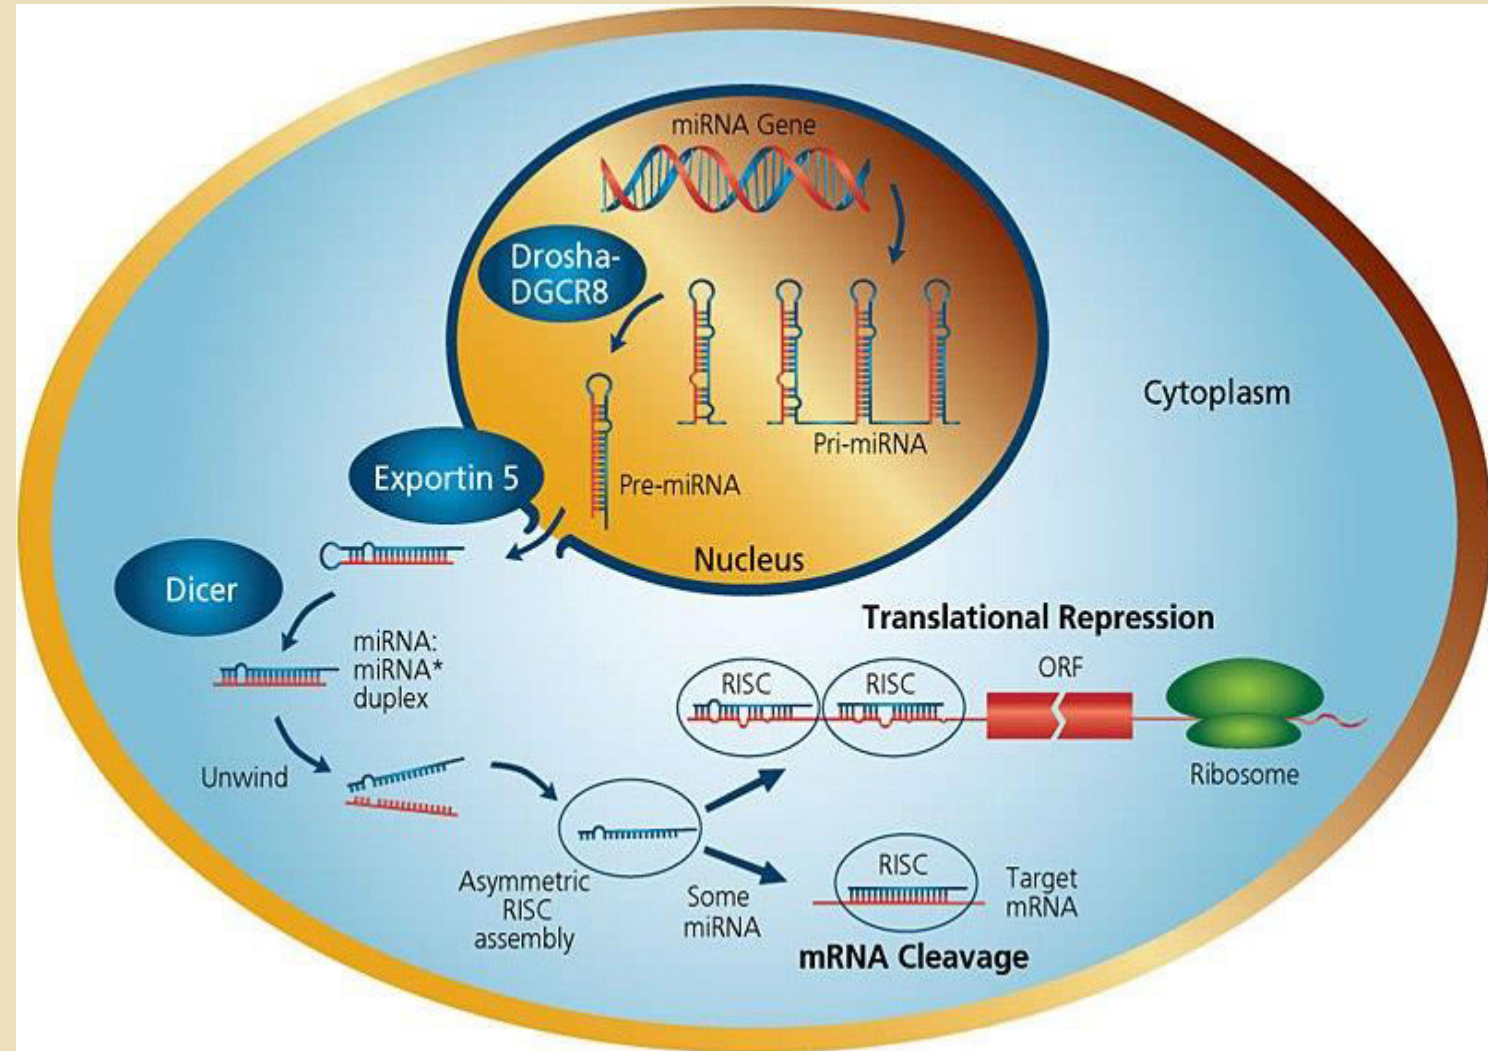 miRNA Gene
Drosha-
DGCR8
Pri-miRNA
Pre-miRNA
Exportin 5
Nucleus
Cytoplasm
Dicer
miRNA:
miRNA*
duplex
Unwind
Asymmetric
RISC
assembly
Some
miRNA
Translational Repression
RISC
RISC
ORF
Ribosome
RISC
Target
mRNA
mRNA Cleavage